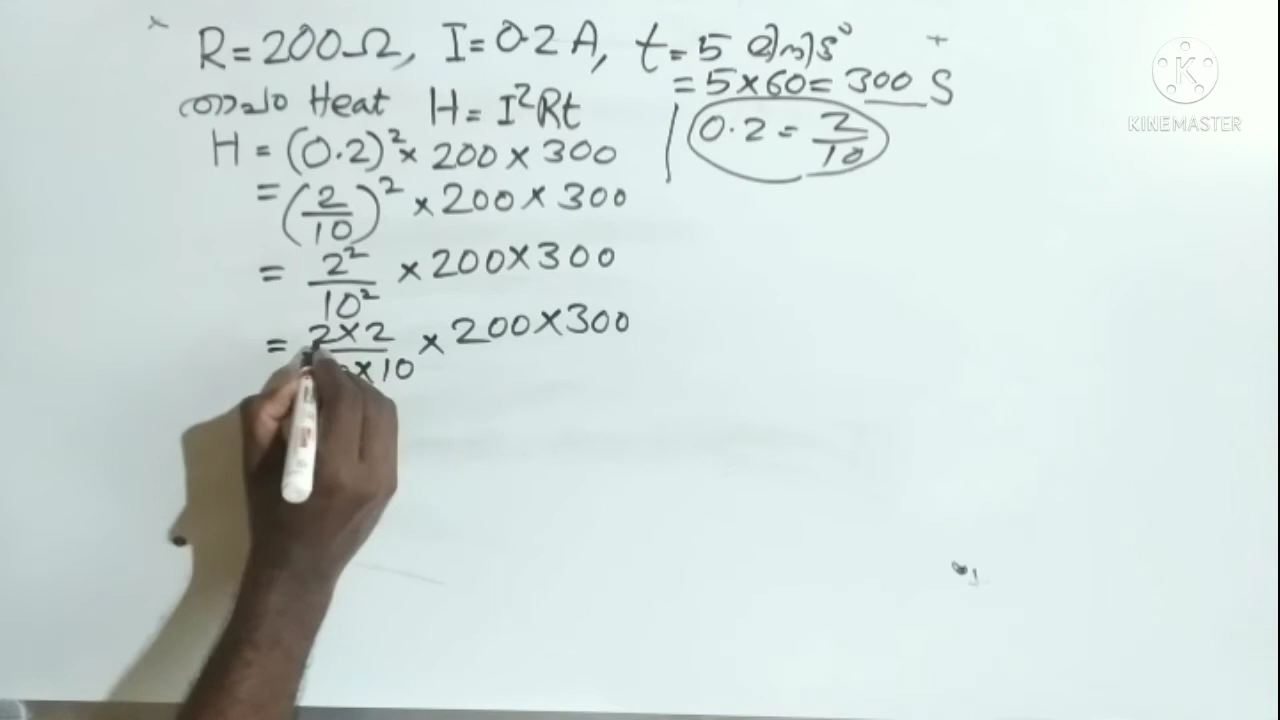 R = 200Ω, I = 0.2 A, t = 5 മിനിട്ട്
= 5 × 60 = 300 S
താപം Heat H = I²Rt
0.2 = 2/10
H = (0.2)² × 200 × 300
= (2/10)² × 200 × 300
= 2²/10² × 200 × 300
= 2×2/ ×10 × 200 × 300
KINEMASTER